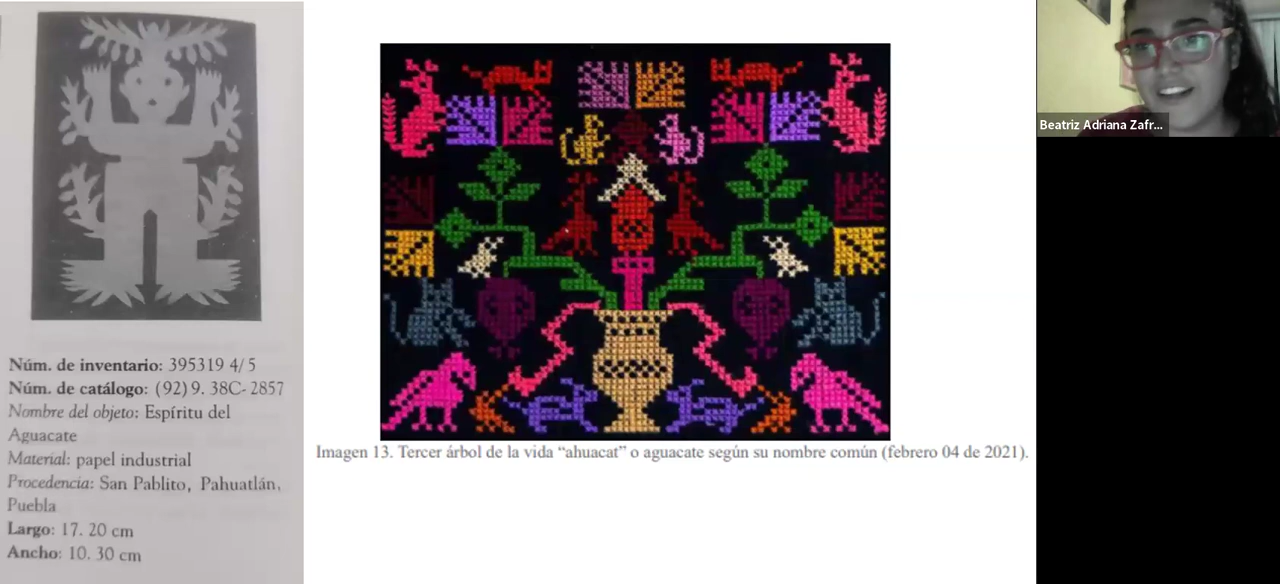 Núm. de inventario: 395319 4/5
Núm. de catálogo: (92)9. 38C-2857
Nombre del objeto: Espíritu del
Aguacate
Material: papel industrial
Procedencia: San Pablito, Pahuatlán,
Puebla
Largo: 17. 20 cm
Ancho: 10. 30 cm
Imagen 13. Tercer árbol de la vida “ahuacat” o aguacate según su nombre común (febrero 04 de 2021).
Beatriz Adriana Zafr...